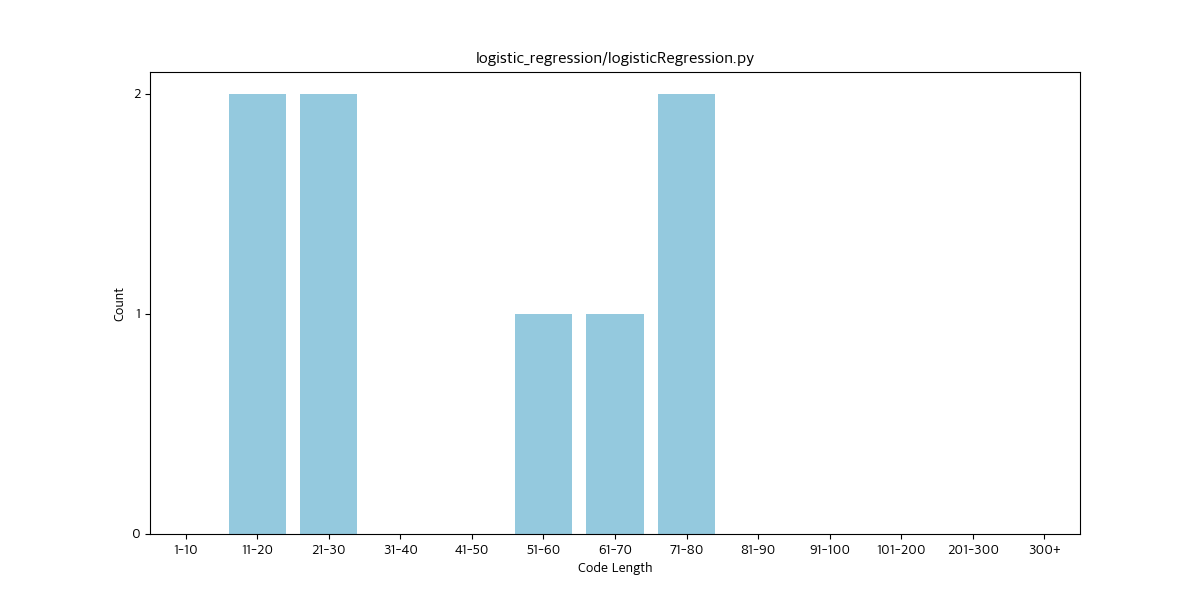 logistic_regression/logisticRegression.py
2
1
0
Count
1-10 11-20 21-30 31-40 41-50 51-60 61-70 71-80 81-90 91-100 101-200 201-300 300+
Code Length